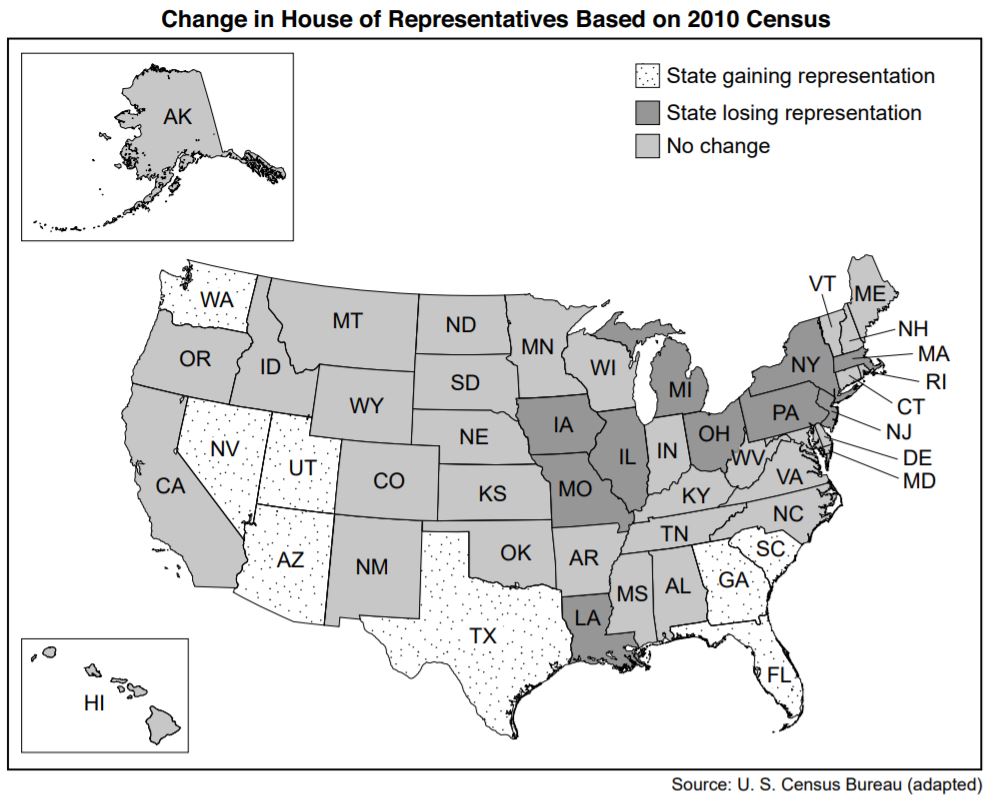 Change in House of Representatives Based on 2010 Census
AK
State gaining representation
State losing representation
No change
WA
MT
ND
MN
VT
ME
OR
ID
WY
SD
WI
MI
NY
NH
MA
RI
CT
NJ
DE
MD
NV
UT
CO
NE
IA
IL
IN
OH
PA
WV
VA
CA
KS
MO
KY
NC
AZ
NM
OK
AR
TN
SC
TX
LA
MS
AL
GA
FL
HI
Source: U. S. Census Bureau (adapted)